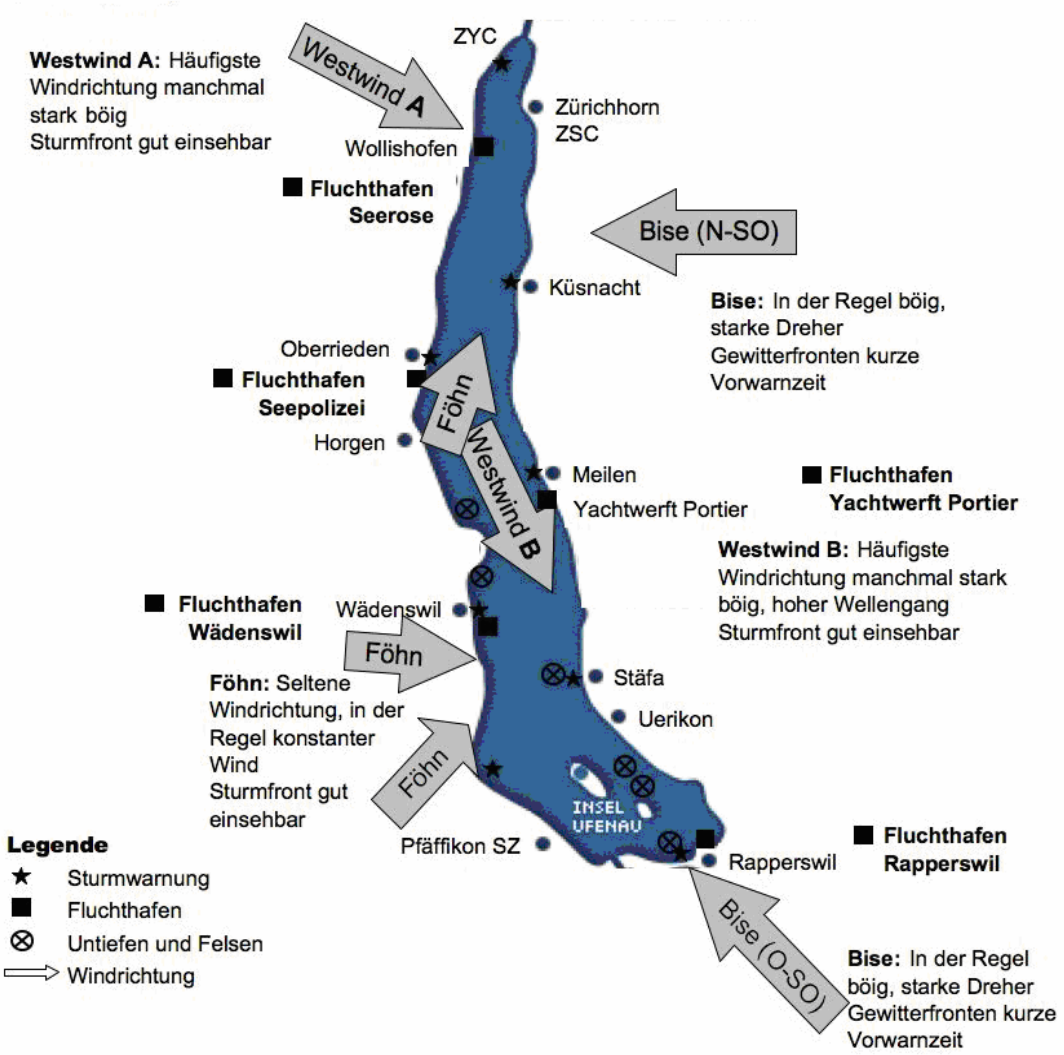 ZYC
Westwind A: Häufigste
Windrichtung manchmal
stark böig
Sturmfront gut einsehbar
Westwind A
Zürichhorn
ZSC
Wollishofen
Fluchthafen
Seerose
Bise (N-SO)
Küsnacht
Bise: In der Regel böig,
starke Dreher
Gewitterfronten kurze
Vorwarnzeit
Oberrieden
Fluchthafen
Seepolizei
Föhn
Horgen
Westwind B
Meilen
Yachtwerft Portier
Fluchthafen
Yachtwerft Portier
Westwind B: Häufigste
Windrichtung manchmal stark
böig, hoher Wellengang
Sturmfront gut einsehbar
Fluchthafen
Wädenswil
Wädenswil
Föhn
Stäfa
Föhn: Seltene
Windrichtung, in der
Regel konstanter
Wind
Sturmfront gut
einsehbar
Uerikon
Föhn
INSEL
UFENAU
Pfäffikon SZ
Rapperswil
Fluchthafen
Rapperswil
Legende
Sturmwarnung
Fluchthafen
Untiefen und Felsen
Windrichtung
Bise (O-SO)
Bise: In der Regel
böig, starke Dreher
Gewitterfronten kurze
Vorwarnzeit